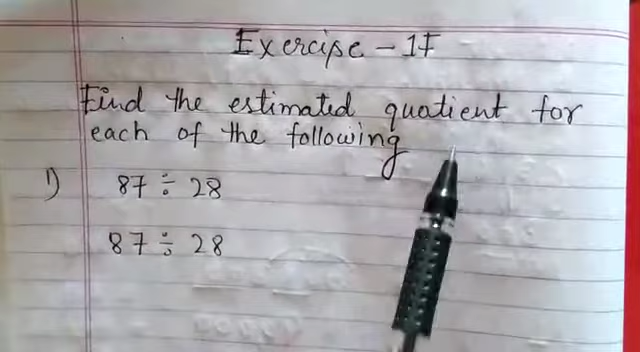 Exercise - 1F
Find the estimated quotient for
each of the following
1) 87 ÷ 28
87 ÷ 28